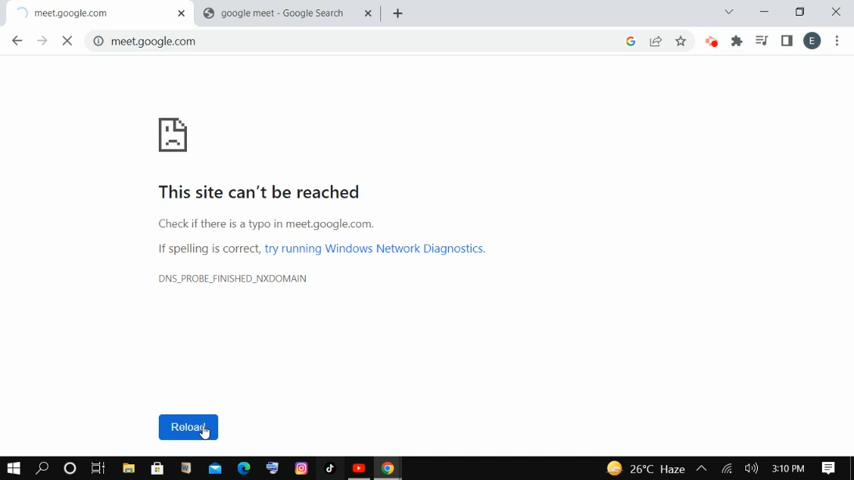 meet.google.com
google meet - Google Search
meet.google.com
E
This site can't be reached
Check if there is a typo in meet.google.com.
If spelling is correct, try running Windows Network Diagnostics.
DNS_PROBE_FINISHED_NXDOMAIN
Reload
26°C Haze
3:10 PM